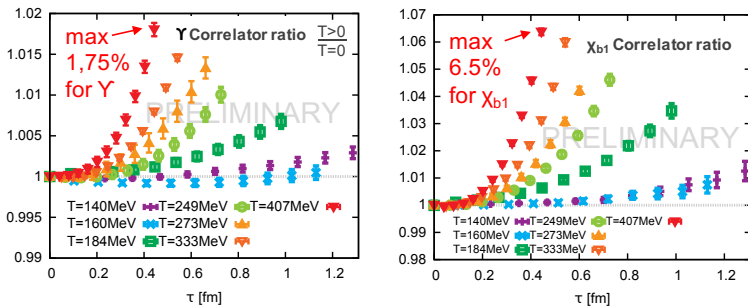 1.02
1.015
1.01
1.005
1
0.995
0.99
max
1,75%
for ϒ
ϒ Correlator ratio
T>0
T=0
PRELIMINARY
T=140MeV
T=160MeV
T=184MeV
T=249MeV
T=273MeV
T=333MeV
T=407MeV
0 0.2 0.4 0.6 0.8 1 1.2
τ [fm]
1.07
1.06
1.05
1.04
1.03
1.02
1.01
1
0.99
max
6.5%
for χb1
χb1 Correlator ratio
PRELIMINARY
T=140MeV
T=160MeV
T=184MeV
T=249MeV
T=273MeV
T=333MeV
T=407MeV
0 0.2 0.4 0.6 0.8 1 1.2
τ [fm]